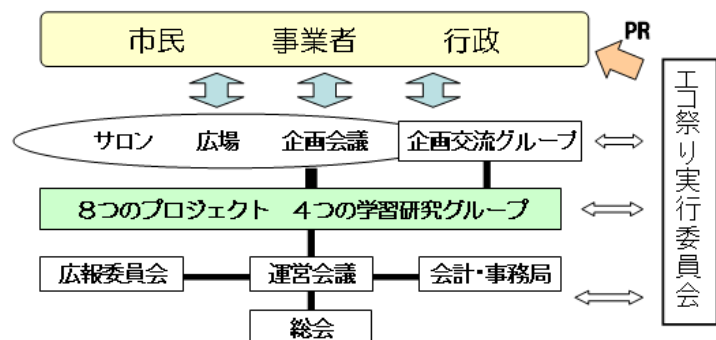 市民 事業者 行政
PR
サロン 広場 企画会議 企画交流グループ
8つのプロジェクト 4つの学習研究グループ
広報委員会 運営会議 会計・事務局
総会
エコ祭り実行委員会